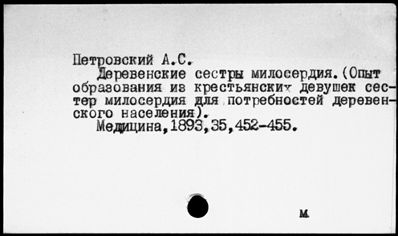 Петровский А.С.
Деревенские сестры милосердия.(Опыт
образования из крестьянских девушек сес-
тер милосердия для потребностей деревен-
ского населения).
Медицина,1893,35,452-455.
м